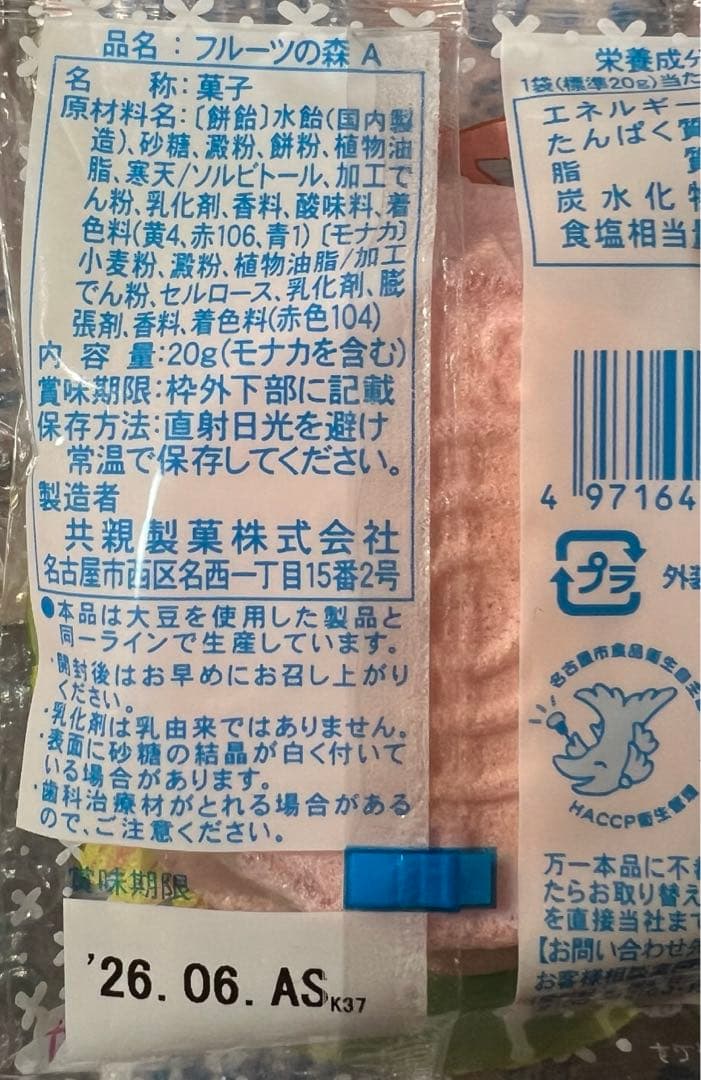 品名：フルーツの森 A
名　　称：菓子
原材料名：〔餅飴〕水飴(国内製
造)、砂糖、澱粉、餅粉、植物油
脂、寒天/ソルビトール、加工で
ん粉、乳化剤、香料、酸味料、着
色料(黄4、赤106、青1)〔モナカ〕
小麦粉、澱粉、植物油脂/加工
でん粉、セルロース、乳化剤、膨
張剤、香料、着色料(赤色104)
内容量：20g(モナカを含む)
賞味期限：枠外下部に記載
保存方法：直射日光を避け
常温で保存してください。
製造者
共親製菓株式会社
名古屋市西区名西一丁目15番2号
●本品は大豆を使用した製品と
同一ラインで生産しています。
・開封後はお早めにお召し上がり
ください。
・乳化剤は乳由来ではありません。
・表面に砂糖の結晶が白く付いて
いる場合があります。
・歯科治療材がとれる場合がある
ので、ご注意ください。
賞味期限
'26.06.AS K37
栄養成分
1袋(標準20g)当た
エネルギー
たんぱく質
脂　　質
炭水化物
食塩相当量
4 97164
プラ
外装
名古屋市食品衛生自主
HACCP衛生管理
万一本品に不
たらお取り替え
を直接当社まで
【お問い合わせ先
お客様相談